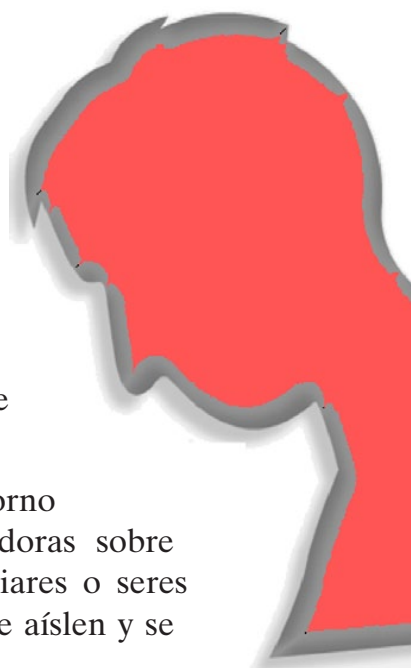 e
orno
doras sobre
iares o seres
e aíslen y se